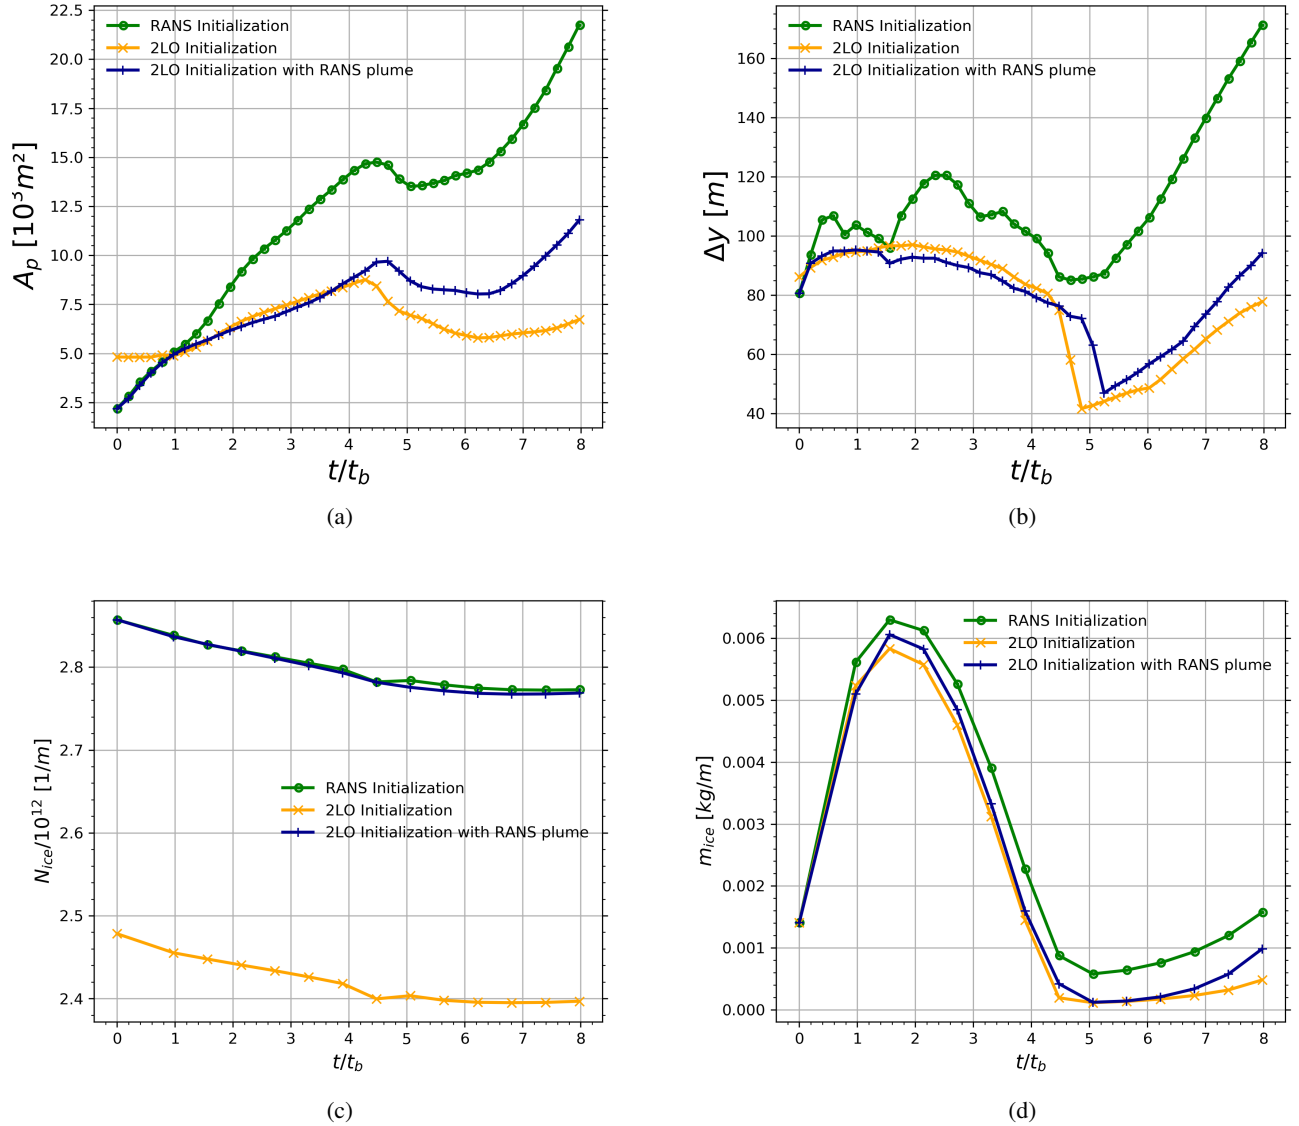 22.5
20.0
17.5
15.0
12.5
10.0
7.5
5.0
2.5
A_p [10³m²]
RANS Initialization
2LO Initialization
2LO Initialization with RANS plume
0 1 2 3 4 5 6 7 8
t/t_b
(a)
160
140
120
100
80
60
40
Δy [m]
RANS Initialization
2LO Initialization
2LO Initialization with RANS plume
0 1 2 3 4 5 6 7 8
t/t_b
(b)
2.8
2.7
2.6
2.5
2.4
N_ice/10¹² [1/m]
RANS Initialization
2LO Initialization
2LO Initialization with RANS plume
0 1 2 3 4 5 6 7 8
t/t_b
(c)
0.006
0.005
0.004
0.003
0.002
0.001
0.000
m_ice [kg/m]
RANS Initialization
2LO Initialization
2LO Initialization with RANS plume
0 1 2 3 4 5 6 7 8
t/t_b
(d)